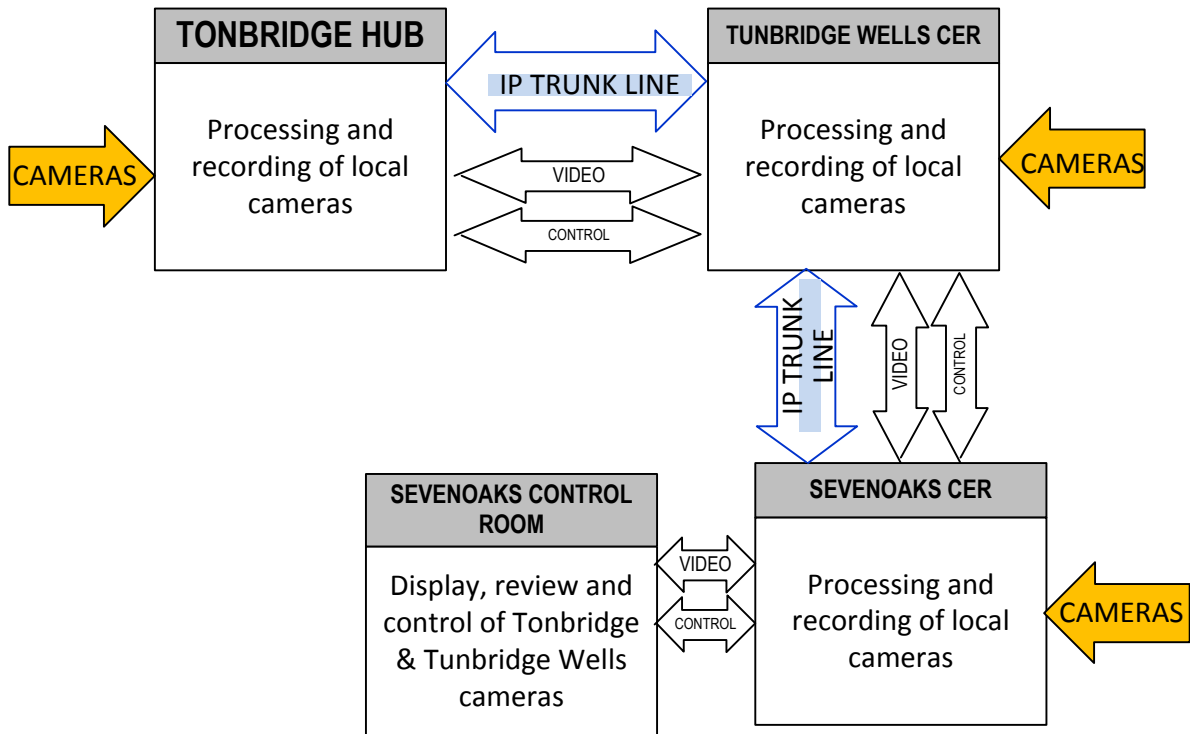 TONBRIDGE HUB
Processing and
recording of local
cameras
CAMERAS
IP TRUNK LINE
VIDEO
CONTROL
TUNBRIDGE WELLS CER
Processing and
recording of local
cameras
CAMERAS
IP TRUNK
LINE
VIDEO
CONTROL
SEVENOAKS CONTROL
ROOM
Display, review and
control of Tonbridge
& Tunbridge Wells
cameras
VIDEO
CONTROL
SEVENOAKS CER
Processing and
recording of local
cameras
CAMERAS